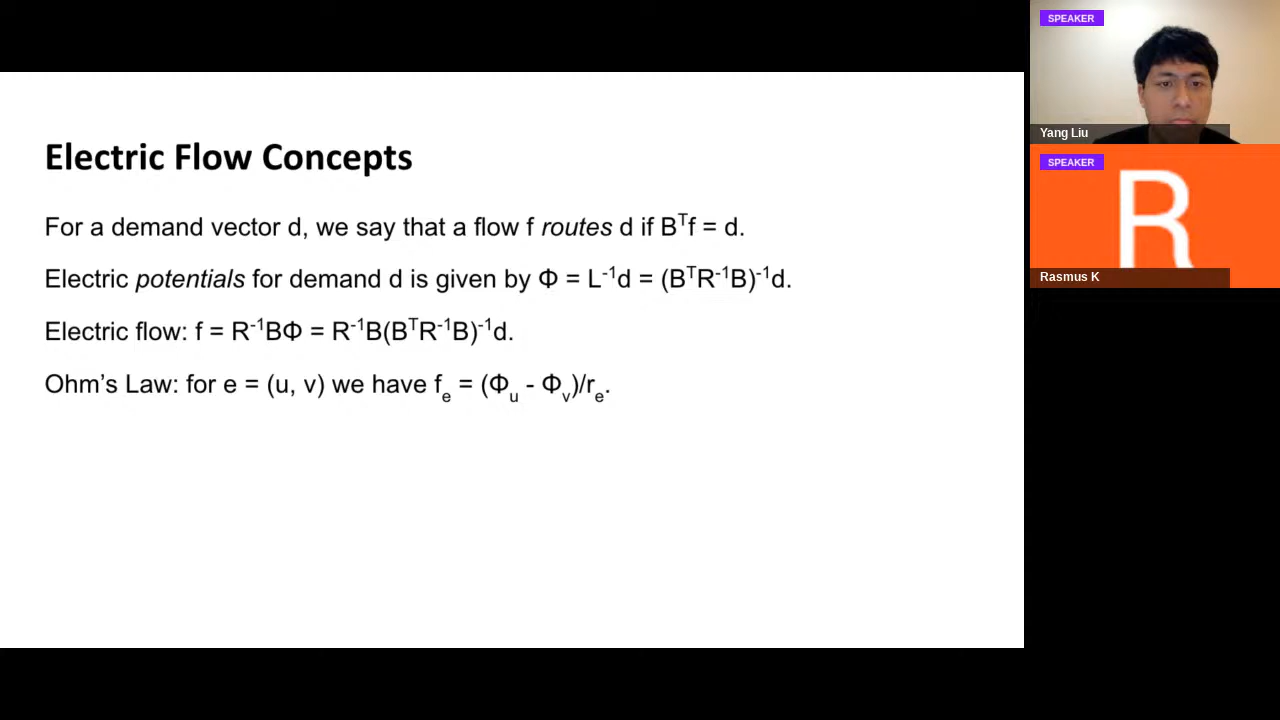 Electric Flow Concepts
For a demand vector d, we say that a flow f routes d if Bᵀf = d.
Electric potentials for demand d is given by Φ = L⁻¹d = (BᵀR⁻¹B)⁻¹d.
Electric flow: f = R⁻¹BΦ = R⁻¹B(BᵀR⁻¹B)⁻¹d.
Ohm’s Law: for e = (u, v) we have fₑ = (Φᵤ - Φᵥ)/rₑ.
SPEAKER
Yang Liu
SPEAKER
R
Rasmus K